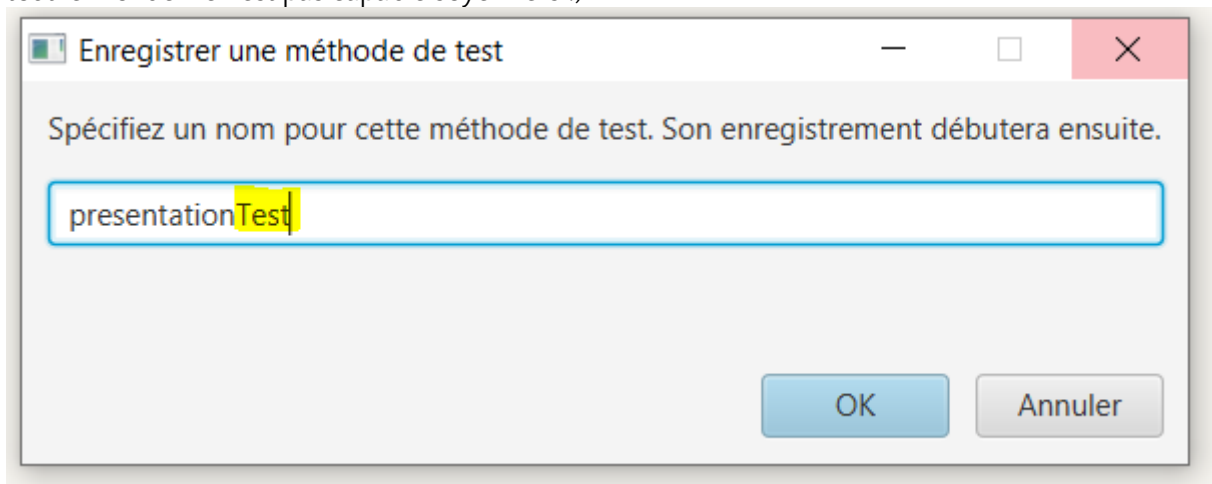 Enregistrer une méthode de test
Spécifiez un nom pour cette méthode de test. Son enregistrement débutera ensuite.
presentationTest
OK
Annuler